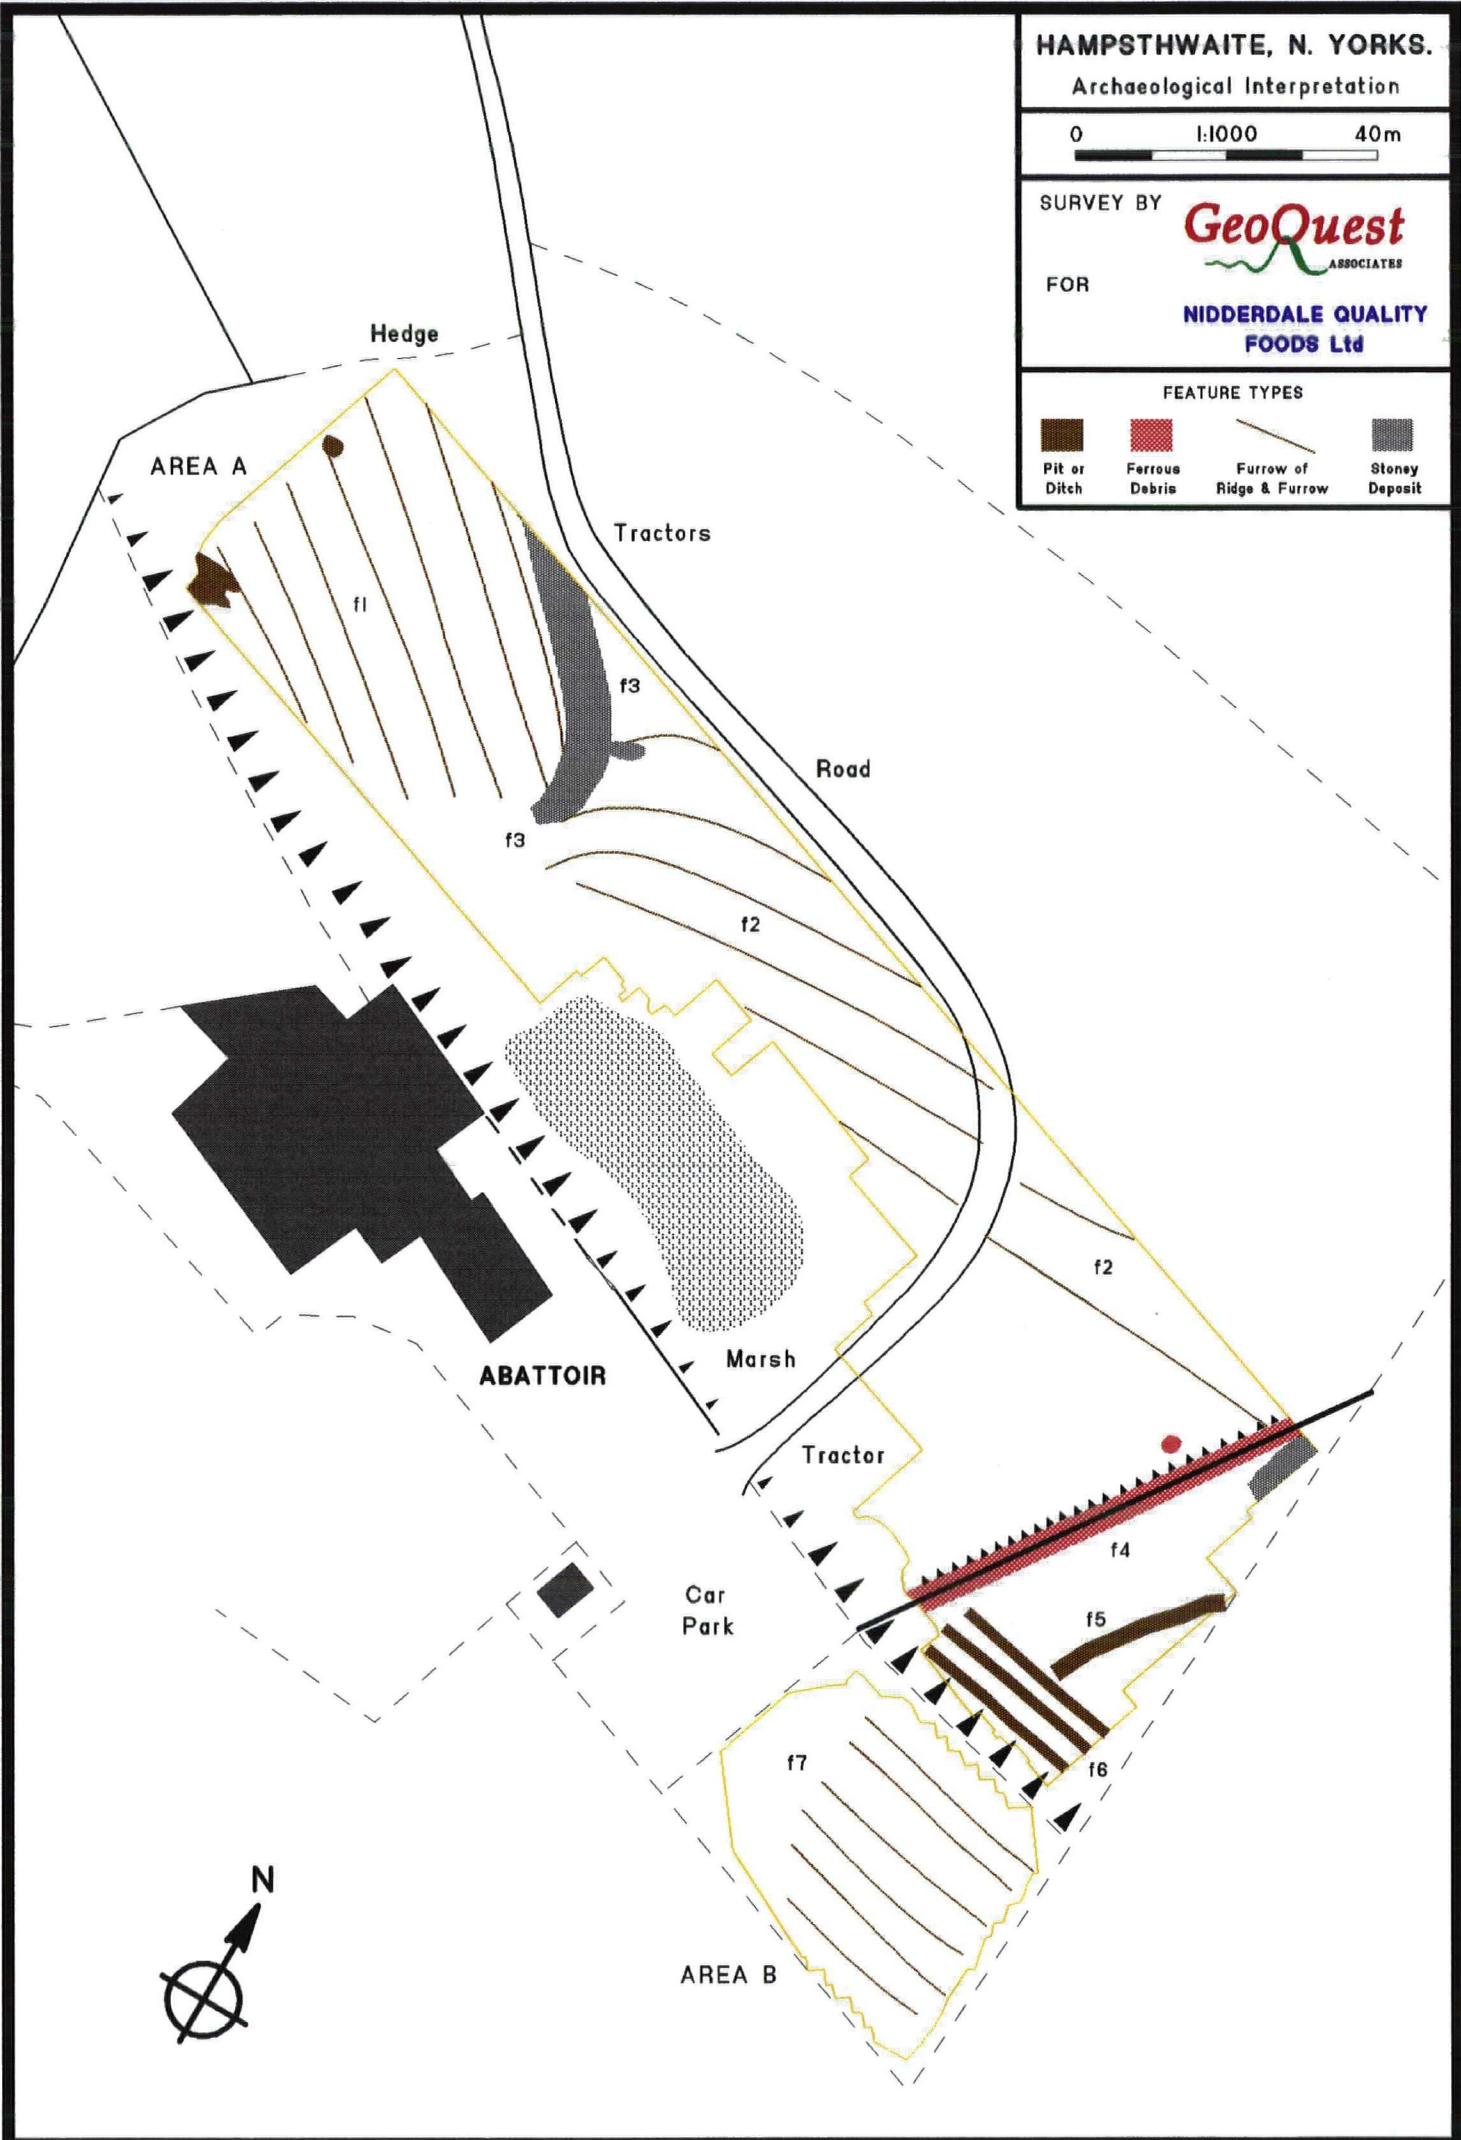 HAMPSTHWAITE, N. YORKS.
Archaeological Interpretation
0 1:1000 40m
SURVEY BY
GeoQuest
ASSOCIATES
FOR
NIDDERDALE QUALITY
FOODS Ltd
FEATURE TYPES
Pit or
Ditch
Ferrous
Debris
Furrow of
Ridge & Furrow
Stoney
Deposit
Hedge
AREA A
Tractors
f1
f3
Road
f3
f2
f2
Marsh
ABATTOIR
Tractor
f4
Car
Park
f5
f7
f6
N
AREA B